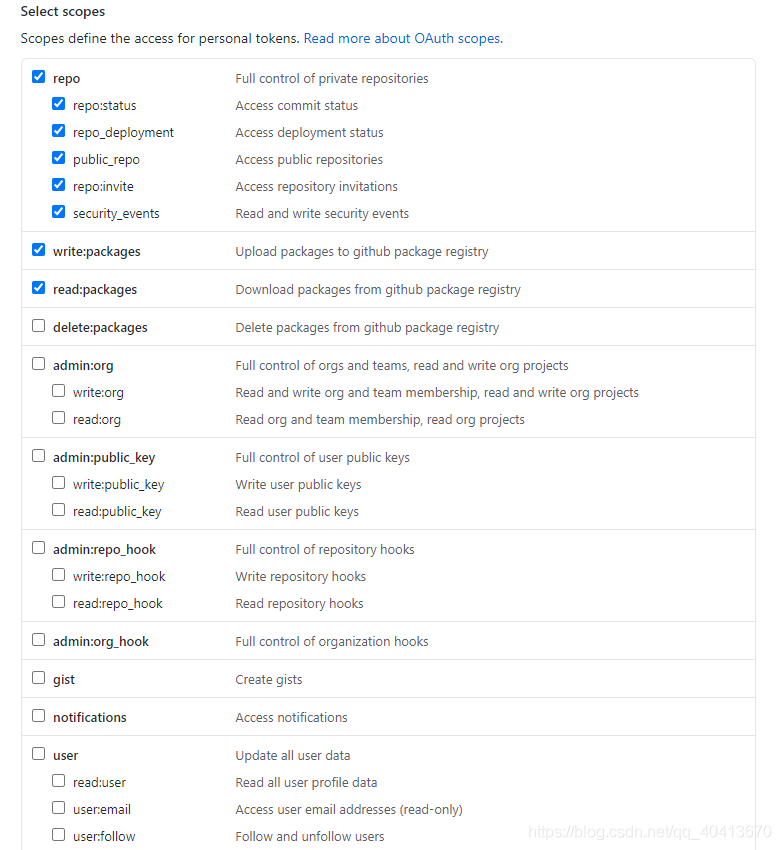 Select scopes
Scopes define the access for personal tokens. Read more about OAuth scopes.
repo Full control of private repositories
repo:status Access commit status
repo_deployment Access deployment status
public_repo Access public repositories
repo:invite Access repository invitations
security_events Read and write security events
write:packages Upload packages to github package registry
read:packages Download packages from github package registry
delete:packages Delete packages from github package registry
admin:org Full control of orgs and teams, read and write org projects
write:org Read and write org and team membership, read and write org projects
read:org Read org and team membership, read org projects
admin:public_key Full control of user public keys
write:public_key Write user public keys
read:public_key Read user public keys
admin:repo_hook Full control of repository hooks
write:repo_hook Write repository hooks
read:repo_hook Read repository hooks
admin:org_hook Full control of organization hooks
gist Create gists
notifications Access notifications
user Update all user data
read:user Read all user profile data
user:email Access user email addresses (read-only)
user:follow Follow and unfollow users
https://blog.csdn.net/qq_40413670